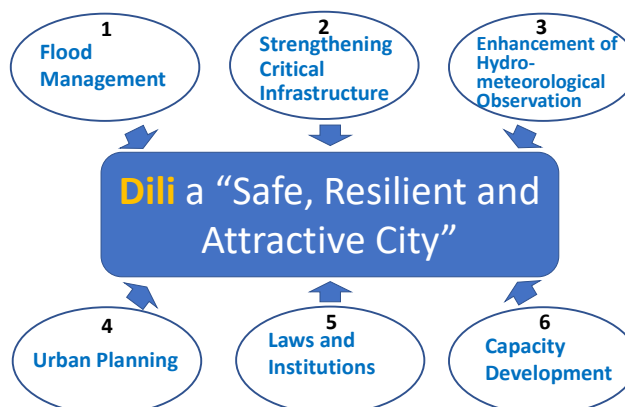 1
Flood
Management
2
Strengthening
Critical
Infrastructure
3
Enhancement of
Hydro-
meteorological
Observation
Dili a “Safe, Resilient and
Attractive City”
4
Urban Planning
5
Laws and
Institutions
6
Capacity
Development